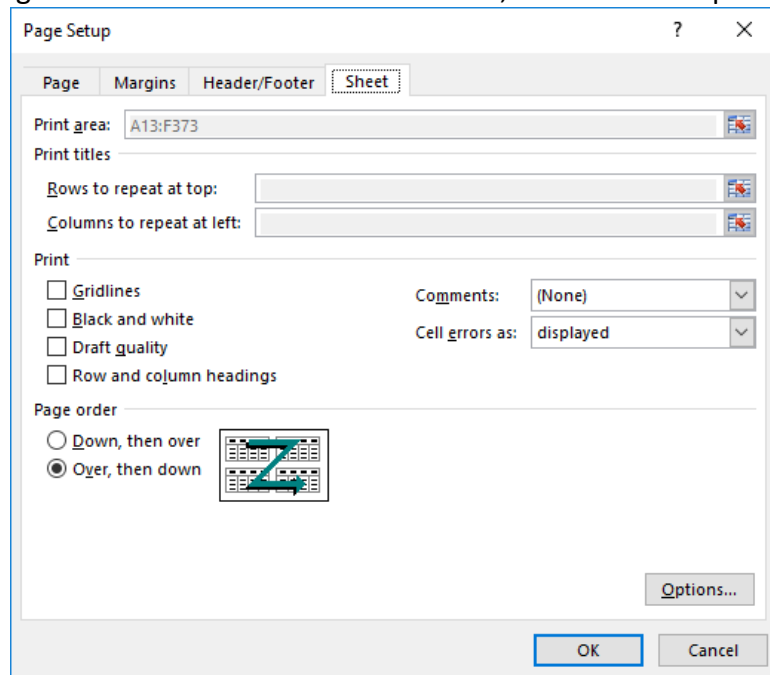 Page Setup ? ×
Page Margins Header/Footer Sheet
Print area: A13:F373
Print titles
Rows to repeat at top:
Columns to repeat at left:
Print
Gridlines
Comments: (None)
Black and white
Cell errors as: displayed
Draft quality
Row and column headings
Page order
Down, then over
Over, then down
Options...
OK Cancel